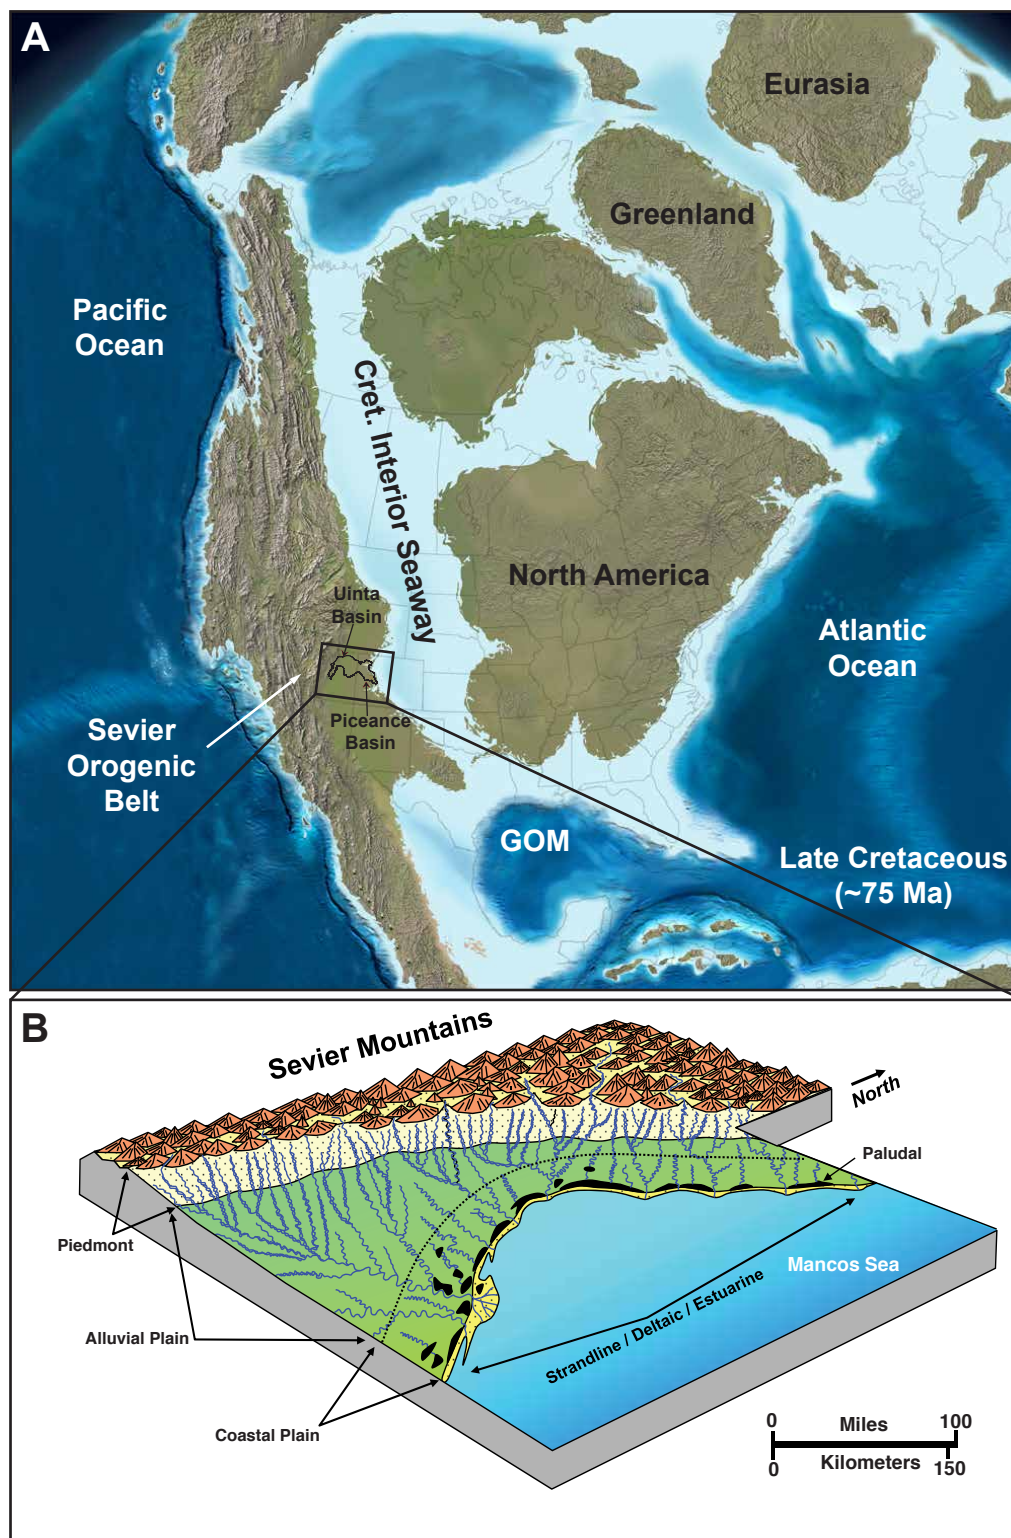 A
Eurasia
Greenland
Pacific
Ocean
Cret. Interior Seaway
North America
Uinta
Basin
Atlantic
Ocean
Piceance
Basin
Sevier
Orogenic
Belt
GOM
Late Cretaceous
(~75 Ma)
B
Sevier Mountains
North
Paludal
Piedmont
Mancos Sea
Alluvial Plain
Strandline / Deltaic / Estuarine
Coastal Plain
0 Miles 100
0 Kilometers 150